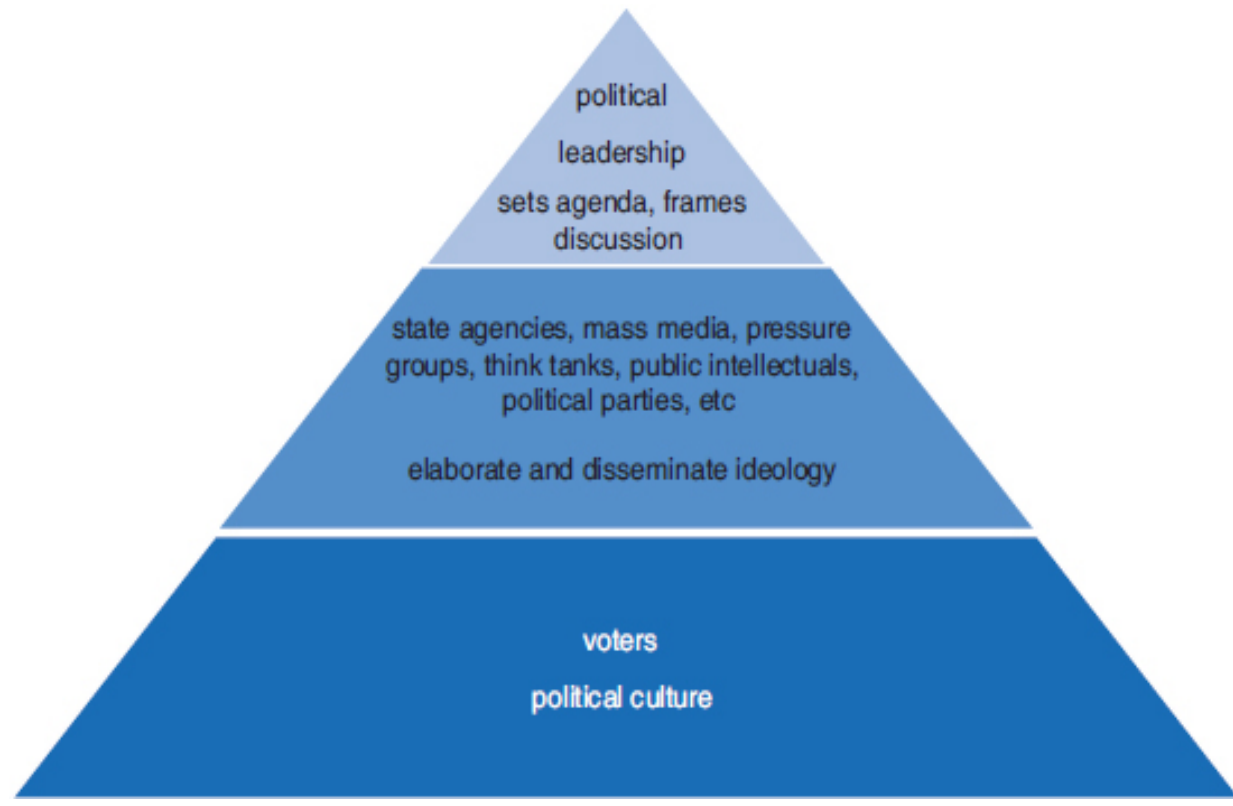 political
leadership
sets agenda, frames
discussion
state agencies, mass media, pressure
groups, think tanks, public intellectuals,
political parties, etc
elaborate and disseminate ideology
voters
political culture